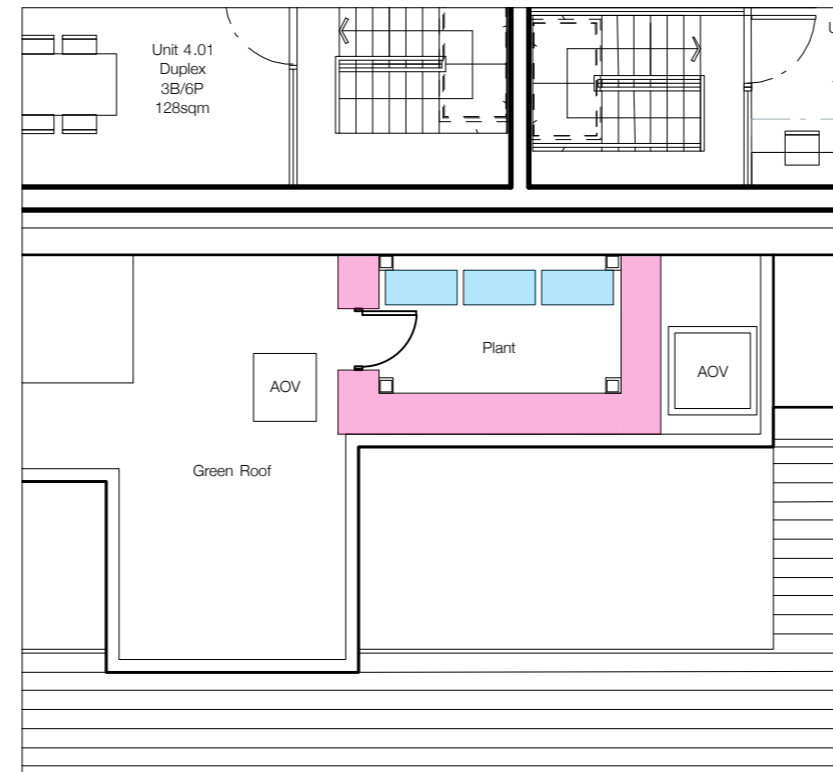 Unit 4.01
Duplex
3B/6P
128sqm
Plant
AOV
AOV
Green Roof